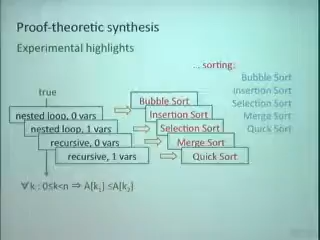 Proof-theoretic synthesis
Experimental highlights
... sorting:
Bubble Sort
Insertion Sort
Selection Sort
Merge Sort
Quick Sort
true
nested loop, 0 vars
nested loop, 1 vars
recursive, 0 vars
recursive, 1 vars
Bubble Sort
Insertion Sort
Selection Sort
Merge Sort
Quick Sort
∀k : 0≤k<n ⇒ A[k₁] ≤A[k₂]